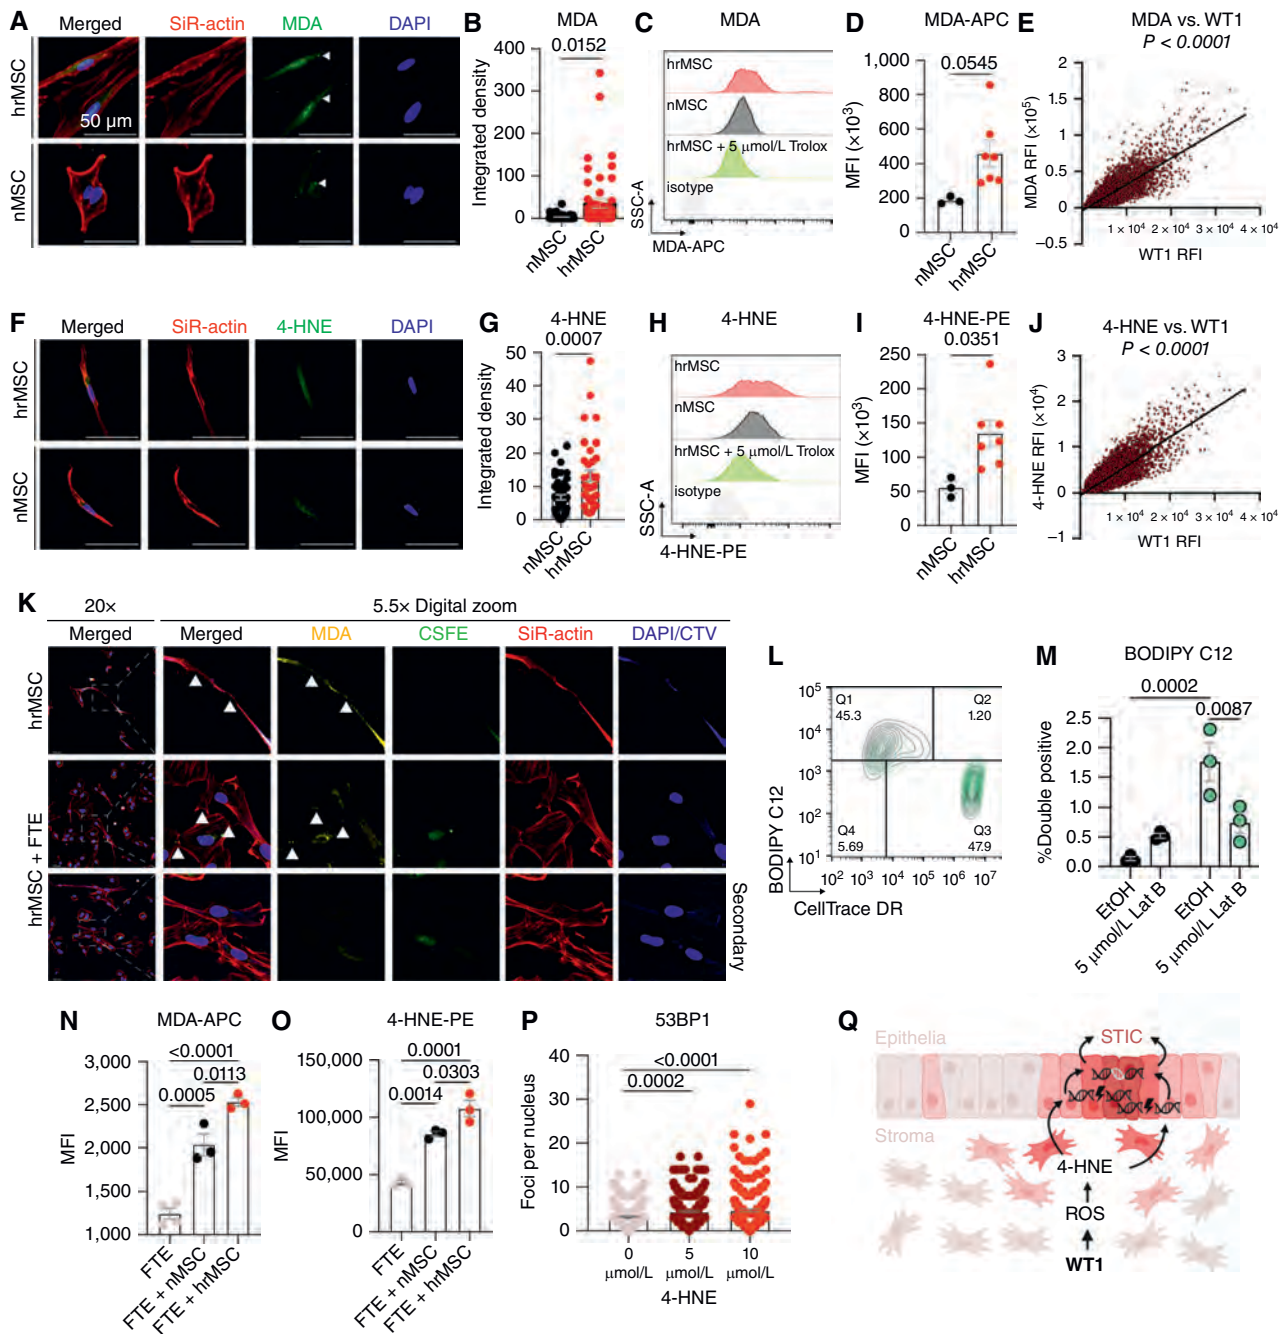 A
Merged SiR-actin MDA DAPI
hrMSC
50 µm
nMSC
B
MDA
0.0152
Integrated density
400
300
200
100
0
nMSC
hrMSC
C
MDA
hrMSC
nMSC
hrMSC + 5 µmol/L Trolox
isotype
SSC-A
MDA-APC
D
MDA-APC
0.0545
MFI (×10³)
1,000
800
600
400
200
0
nMSC
hrMSC
E
MDA vs. WT1
P < 0.0001
MDA RFI (×10⁵)
2
1.5
1
0.5
0
–0.5
1 × 10⁴ 2 × 10⁴ 3 × 10⁴ 4 × 10⁴
WT1 RFI
F
Merged SiR-actin 4-HNE DAPI
hrMSC
nMSC
G
4-HNE
0.0007
Integrated density
50
40
30
20
10
0
nMSC
hrMSC
H
4-HNE
hrMSC
nMSC
hrMSC + 5 µmol/L Trolox
isotype
SSC-A
4-HNE-PE
I
4-HNE-PE
0.0351
MFI (×10³)
250
200
150
100
50
0
nMSC
hrMSC
J
4-HNE vs. WT1
P < 0.0001
4-HNE RFI (×10⁴)
3
2
1
0
–1
1 × 10⁴ 2 × 10⁴ 3 × 10⁴ 4 × 10⁴
WT1 RFI
K
20× 5.5× Digital zoom
Merged Merged MDA CSFE SiR-actin DAPI/CTV
hrMSC
hrMSC + FTE
Secondary
L
Q1
45.3
Q2
1.20
Q4
5.69
Q3
47.9
BODIPY C12
10⁵
10⁴
10³
10²
10¹
10² 10³ 10⁴ 10⁵ 10⁶ 10⁷
CellTrace DR
M
BODIPY C12
0.0002
0.0087
%Double positive
2.5
2.0
1.5
1.0
0.5
0.0
EtOH
5 µmol/L Lat B
EtOH
5 µmol/L Lat B
N
MDA-APC
<0.0001
0.0113
0.0005
MFI
3,000
2,500
2,000
1,500
1,000
FTE
FTE + nMSC
FTE + hrMSC
O
4-HNE-PE
0.0001
0.0303
0.0014
MFI
150,000
100,000
50,000
0
FTE
FTE + nMSC
FTE + hrMSC
P
53BP1
<0.0001
0.0002
Foci per nucleus
40
30
20
10
0
0 5 10
µmol/L µmol/L µmol/L
4-HNE
Q
Epithelia
STIC
Stroma
4-HNE
ROS
WT1